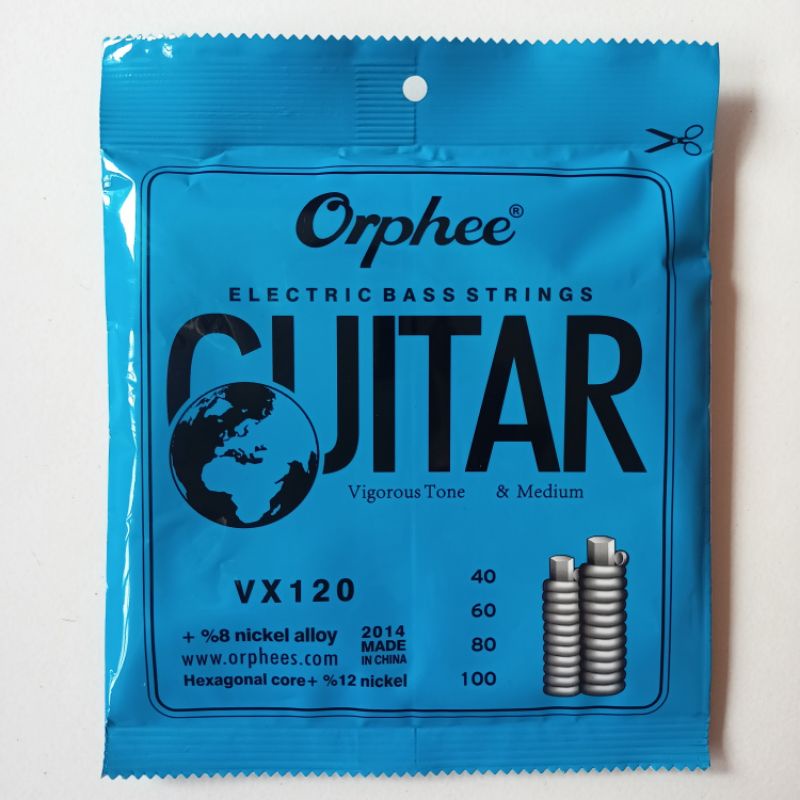 Orphee®
ELECTRIC BASS STRINGS
GUITAR
Vigorous Tone & Medium
VX120
+ %8 nickel alloy
www.orphees.com
Hexagonal core+ %12 nickel
2014
MADE
IN CHINA
40
60
80
100